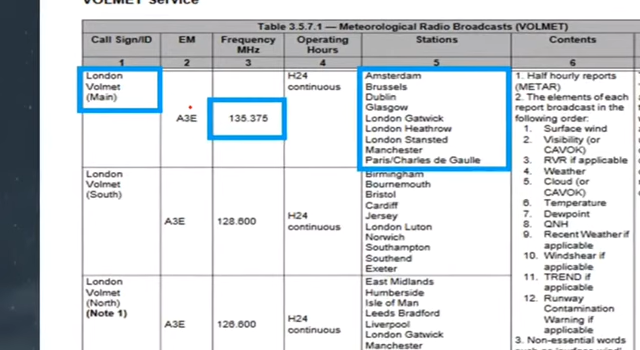 VOLMET Service
Table 3.5.7.1 — Meteorological Radio Broadcasts (VOLMET)
Call Sign/ID EM Frequency MHz Operating Hours Stations Contents
1 2 3 4 5 6
London Volmet (Main)
A3E
135.375
H24 continuous
Amsterdam
Brussels
Dublin
Glasgow
London Gatwick
London Heathrow
London Stansted
Manchester
Paris/Charles de Gaulle
London Volmet (South)
A3E
128.600
H24 continuous
Birmingham
Bournemouth
Bristol
Cardiff
Jersey
London Luton
Norwich
Southampton
Southend
Exeter
London Volmet (North) (Note 1)
A3E
126.600
H24 continuous
East Midlands
Humberside
Isle of Man
Leeds Bradford
Liverpool
London Gatwick
Manchester
1. Half hourly reports
(METAR)
2. The elements of each
report broadcast in the
following order:
1. Surface wind
2. Visibility (or
CAVOK)
3. RVR if applicable
4. Weather
5. Cloud (or
CAVOK)
6. Temperature
7. Dewpoint
8. QNH
9. Recent Weather if
applicable
10. Windshear if
applicable
11. TREND if
applicable
12. Runway
Contamination
Warning if
applicable
3. Non-essential words